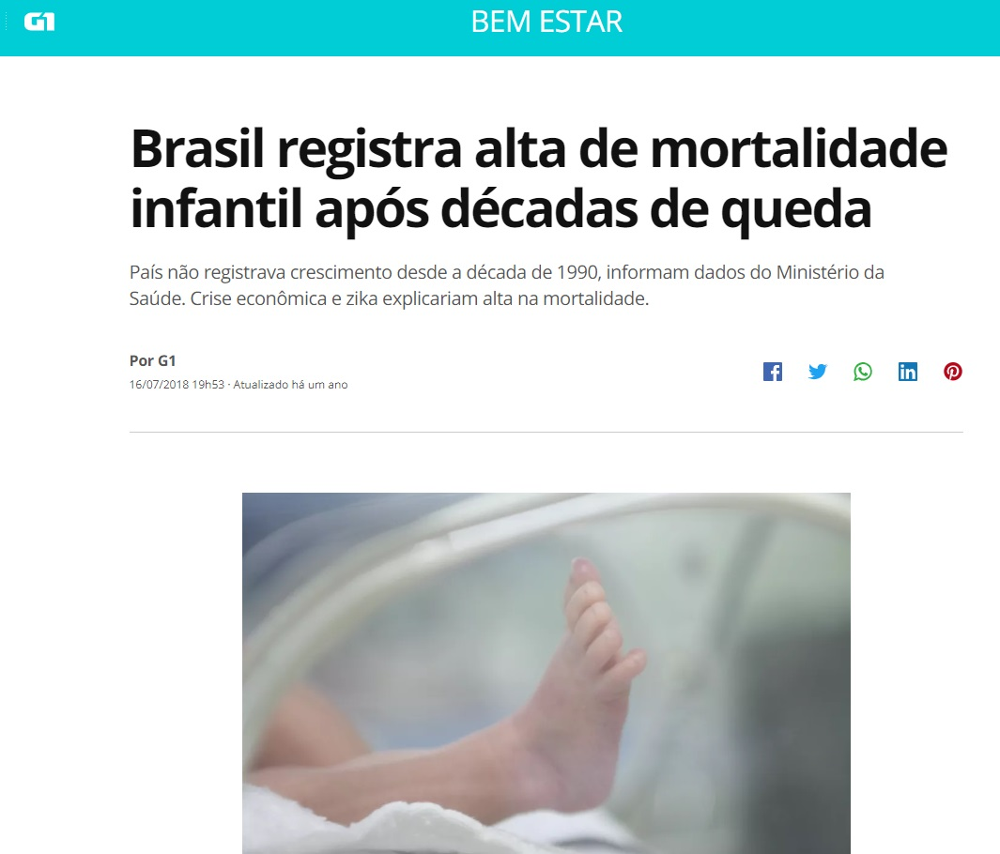 G1
BEM ESTAR
Brasil registra alta de mortalidade
infantil após décadas de queda
País não registrava crescimento desde a década de 1990, informam dados do Ministério da
Saúde. Crise econômica e zika explicariam alta na mortalidade.
Por G1
16/07/2018 19h53 · Atualizado há um ano